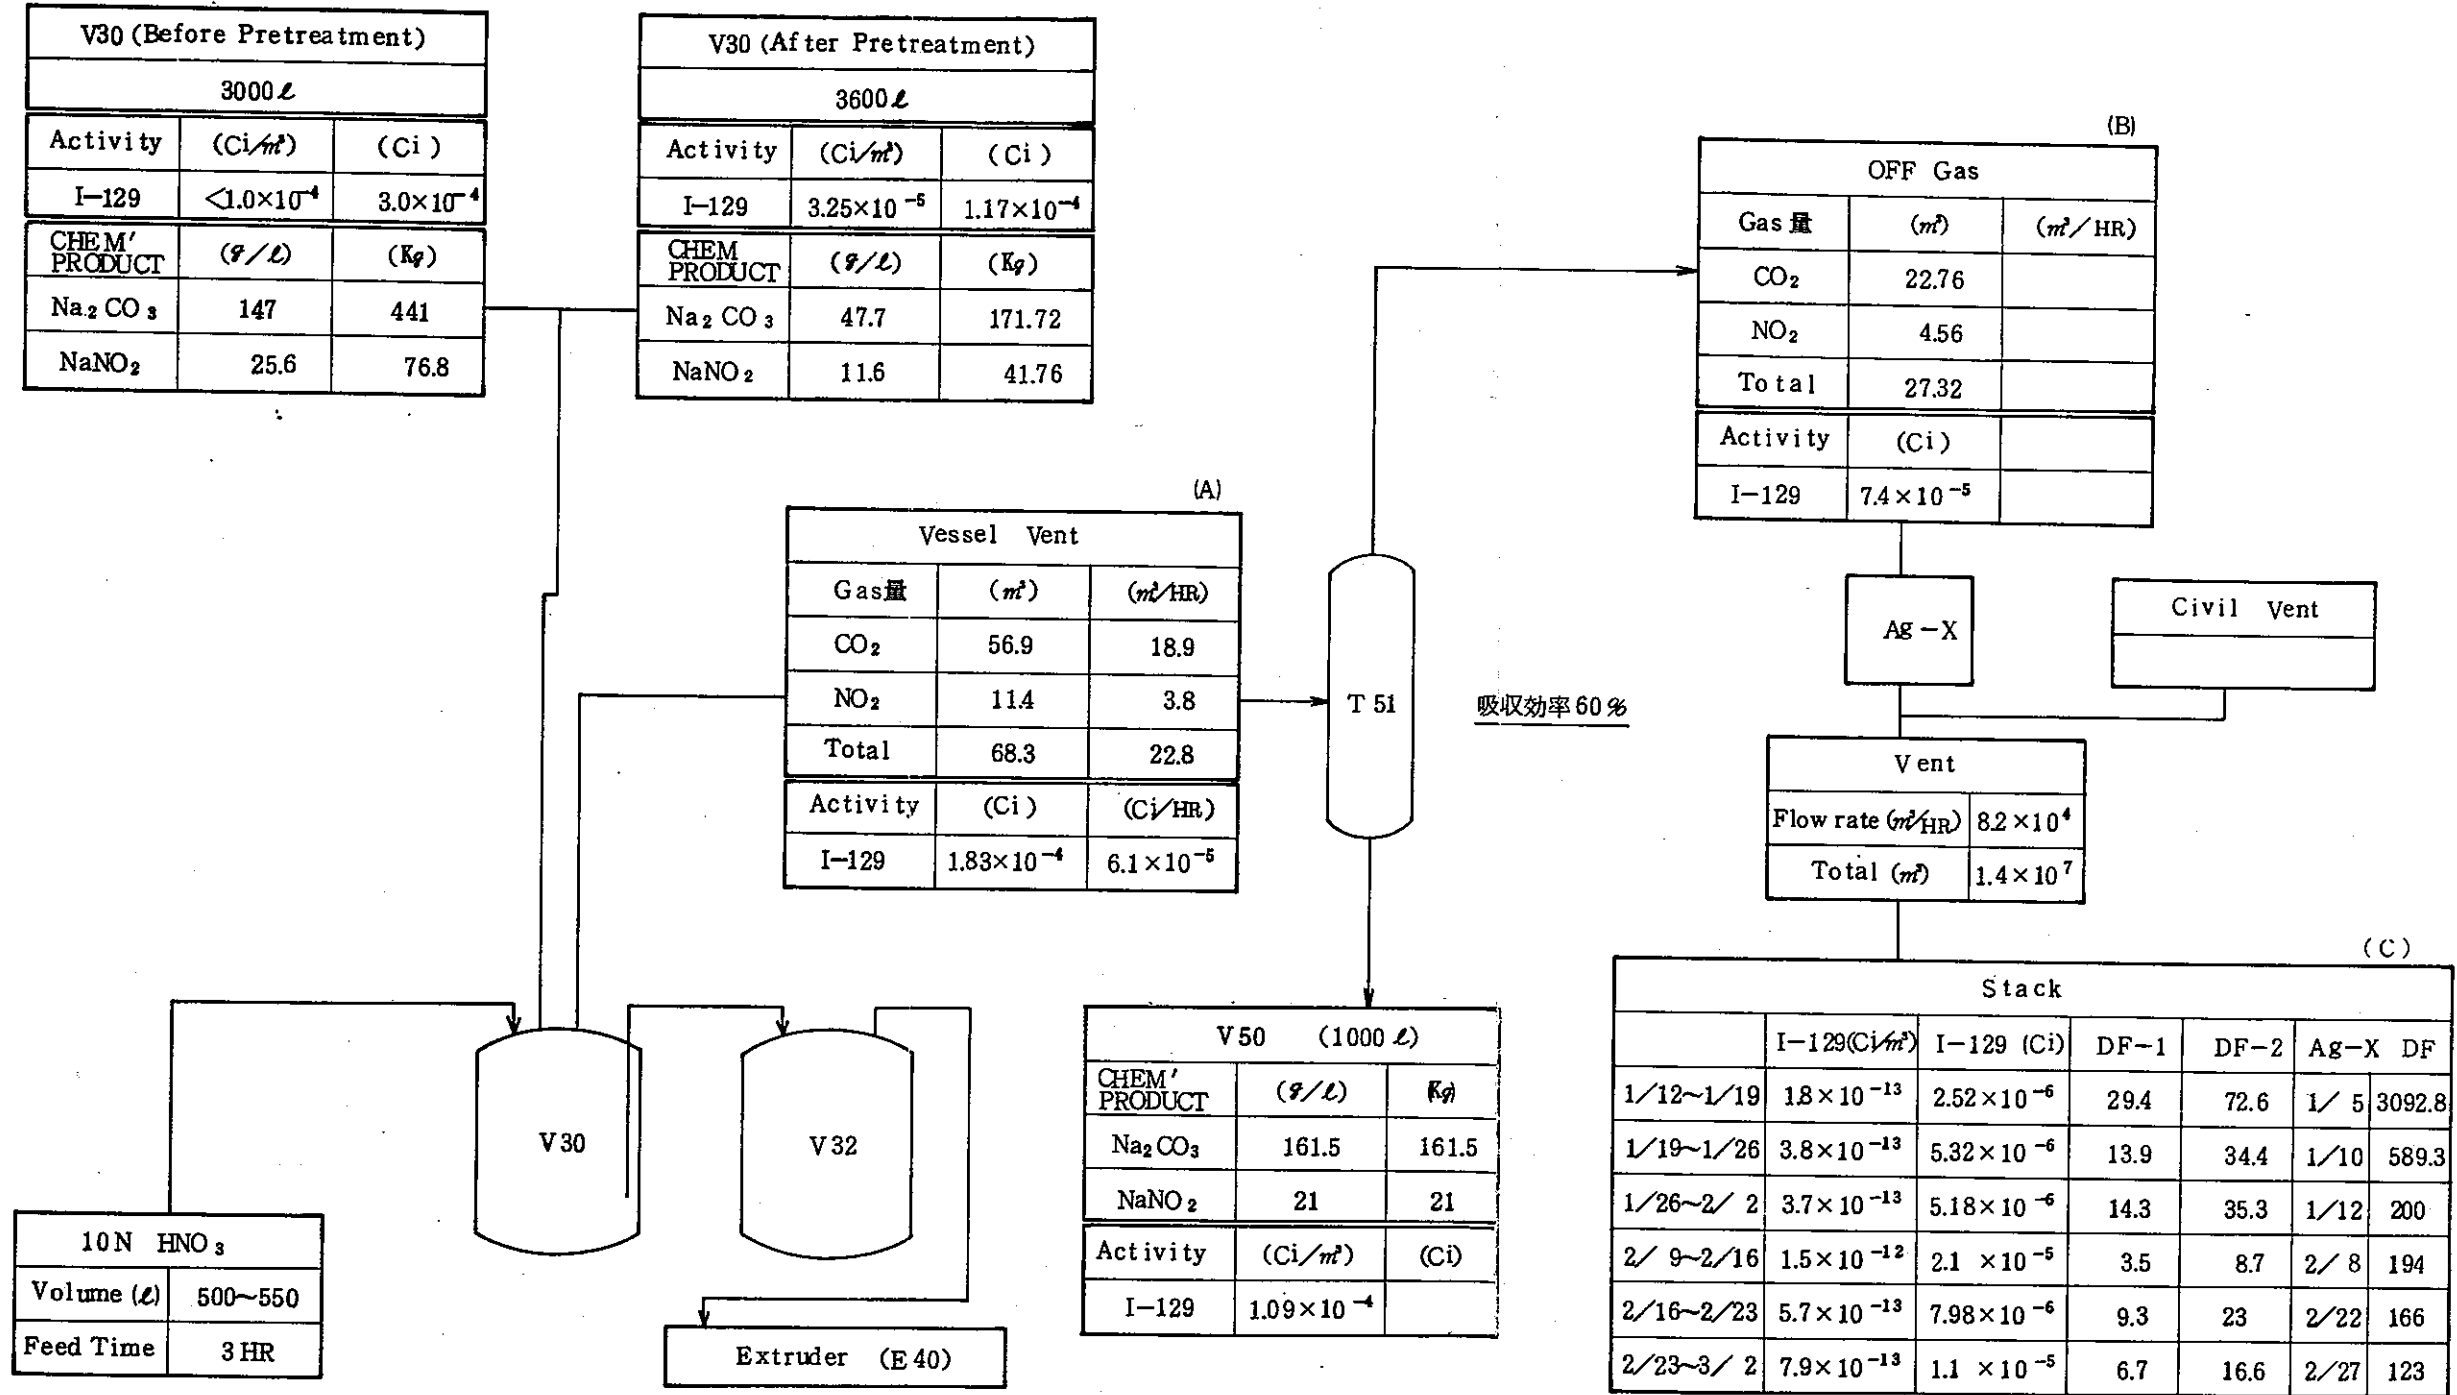 V30 (Before Pretreatment)
3000ℓ
Activity (Ci/m³) (Ci)
I-129 <1.0×10⁻⁴ 3.0×10⁻⁴
CHEM' PRODUCT (g/ℓ) (Kg)
Na₂CO₃ 147 441
NaNO₂ 25.6 76.8
V30 (After Pretreatment)
3600ℓ
Activity (Ci/m³) (Ci)
I-129 3.25×10⁻⁵ 1.17×10⁻⁴
CHEM PRODUCT (g/ℓ) (Kg)
Na₂CO₃ 47.7 171.72
NaNO₂ 11.6 41.76
(B)
OFF Gas
Gas量 (m³) (m³/HR)
CO₂ 22.76
NO₂ 4.56
Total 27.32
Activity (Ci)
I-129 7.4×10⁻⁵
(A)
Vessel Vent
Gas量 (m³) (m³/HR)
CO₂ 56.9 18.9
NO₂ 11.4 3.8
Total 68.3 22.8
Activity (Ci) (Ci/HR)
I-129 1.83×10⁻⁴ 6.1×10⁻⁵
T51
吸収効率60%
Ag-X
Civil Vent
Vent
Flow rate (m³/HR) 8.2×10⁴
Total (m³) 1.4×10⁷
(C)
Stack
I-129(Ci/m³) I-129 (Ci) DF-1 DF-2 Ag-X DF
1/12~1/19 1.8×10⁻¹³ 2.52×10⁻⁶ 29.4 72.6 1/ 5 3092.8
1/19~1/26 3.8×10⁻¹³ 5.32×10⁻⁶ 13.9 34.4 1/10 589.3
1/26~2/ 2 3.7×10⁻¹³ 5.18×10⁻⁶ 14.3 35.3 1/12 200
2/ 9~2/16 1.5×10⁻¹² 2.1 ×10⁻⁵ 3.5 8.7 2/ 8 194
2/16~2/23 5.7×10⁻¹³ 7.98×10⁻⁶ 9.3 23 2/22 166
2/23~3/ 2 7.9×10⁻¹³ 1.1 ×10⁻⁵ 6.7 16.6 2/27 123
V30
V32
V50 (1000ℓ)
CHEM' PRODUCT (g/ℓ) (Kg)
Na₂CO₃ 161.5 161.5
NaNO₂ 21 21
Activity (Ci/m³) (Ci)
I-129 1.09×10⁻⁴
10N HNO₃
Volume (ℓ) 500~550
Feed Time 3HR
Extruder (E40)